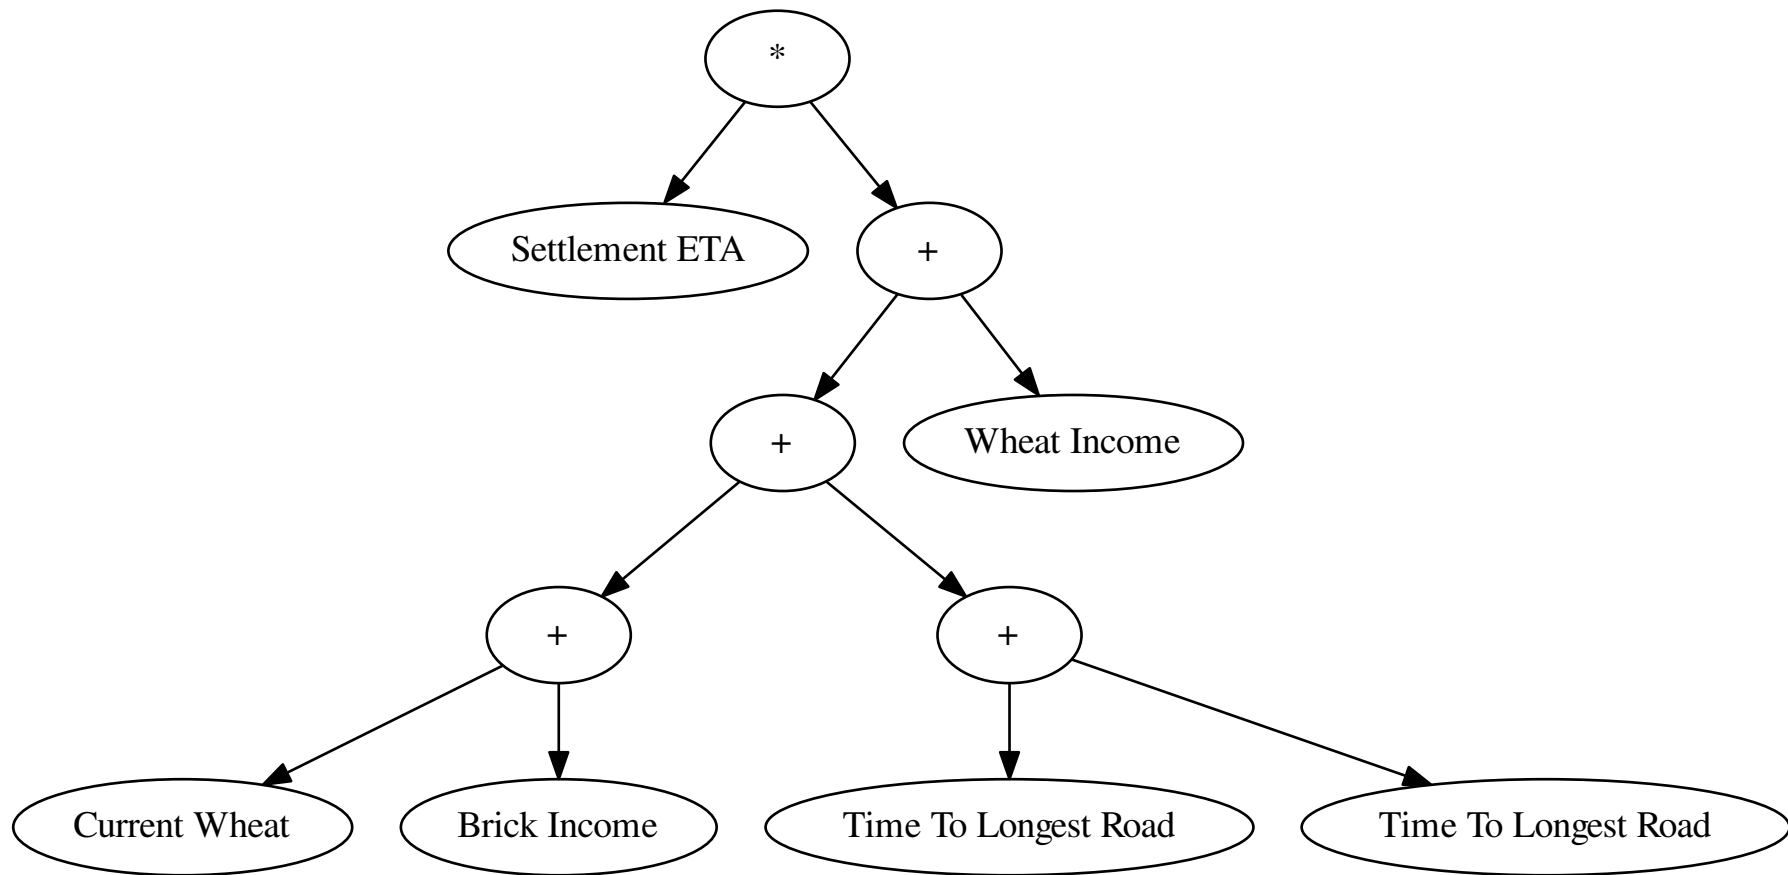 *
Settlement ETA
+
+
Wheat Income
+
+
Current Wheat
Brick Income
Time To Longest Road
Time To Longest Road